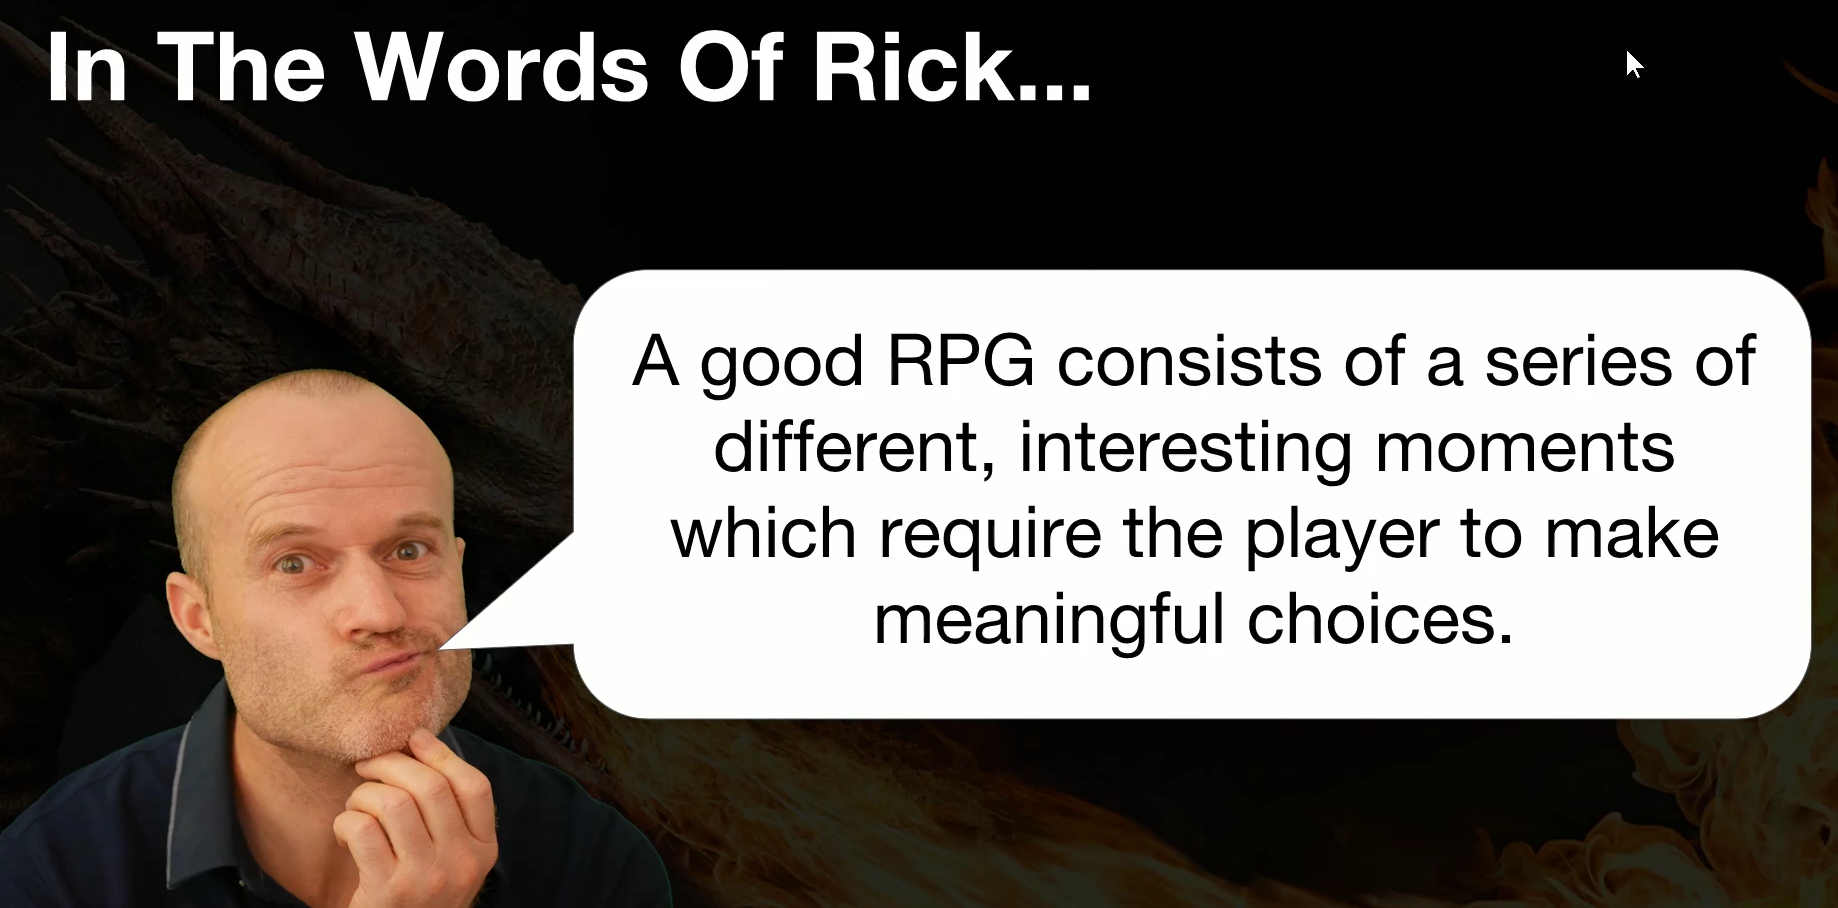 In The Words Of Rick...
A good RPG consists of a series of
different, interesting moments
which require the player to make
meaningful choices.